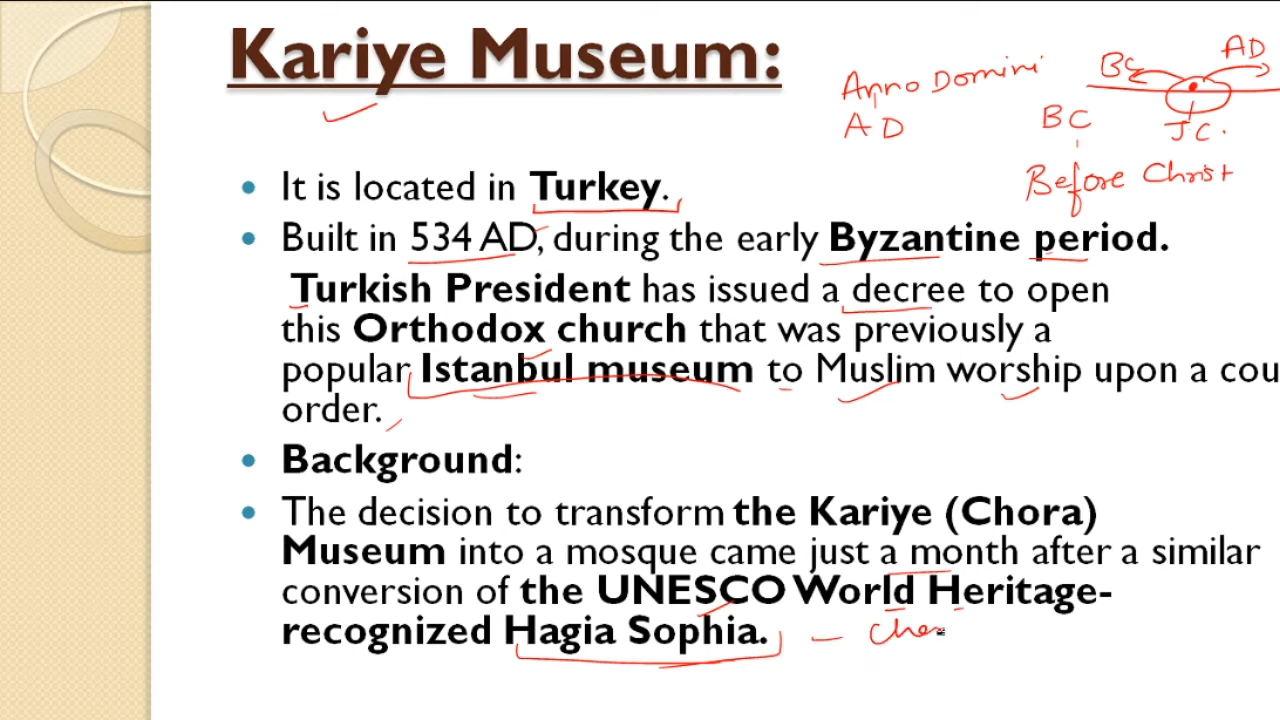 Kariye Museum:
Anno Domini
AD
BC
AD
BC
J C.
Before Christ
• It is located in Turkey.
• Built in 534 AD, during the early Byzantine period.
Turkish President has issued a decree to open
this Orthodox church that was previously a
popular Istanbul museum to Muslim worship upon a cou
order.
• Background:
• The decision to transform the Kariye (Chora)
Museum into a mosque came just a month after a similar
conversion of the UNESCO World Heritage-
recognized Hagia Sophia. –